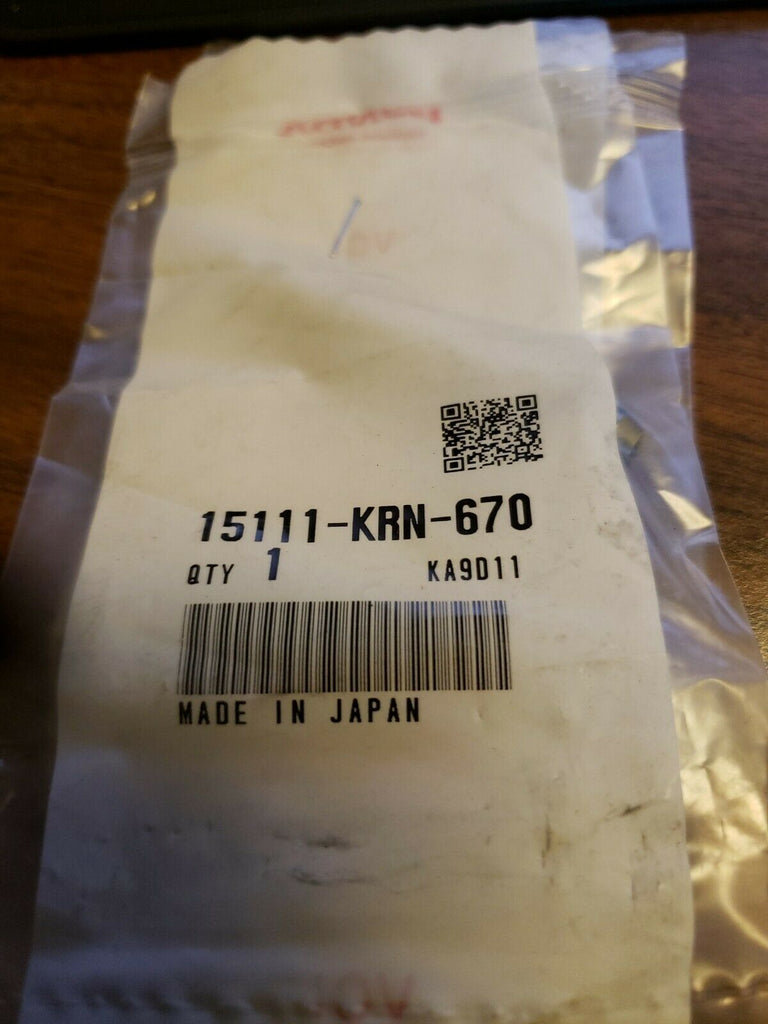 15111-KRN-670
QTY 1 KA9D11
MADE IN JAPAN